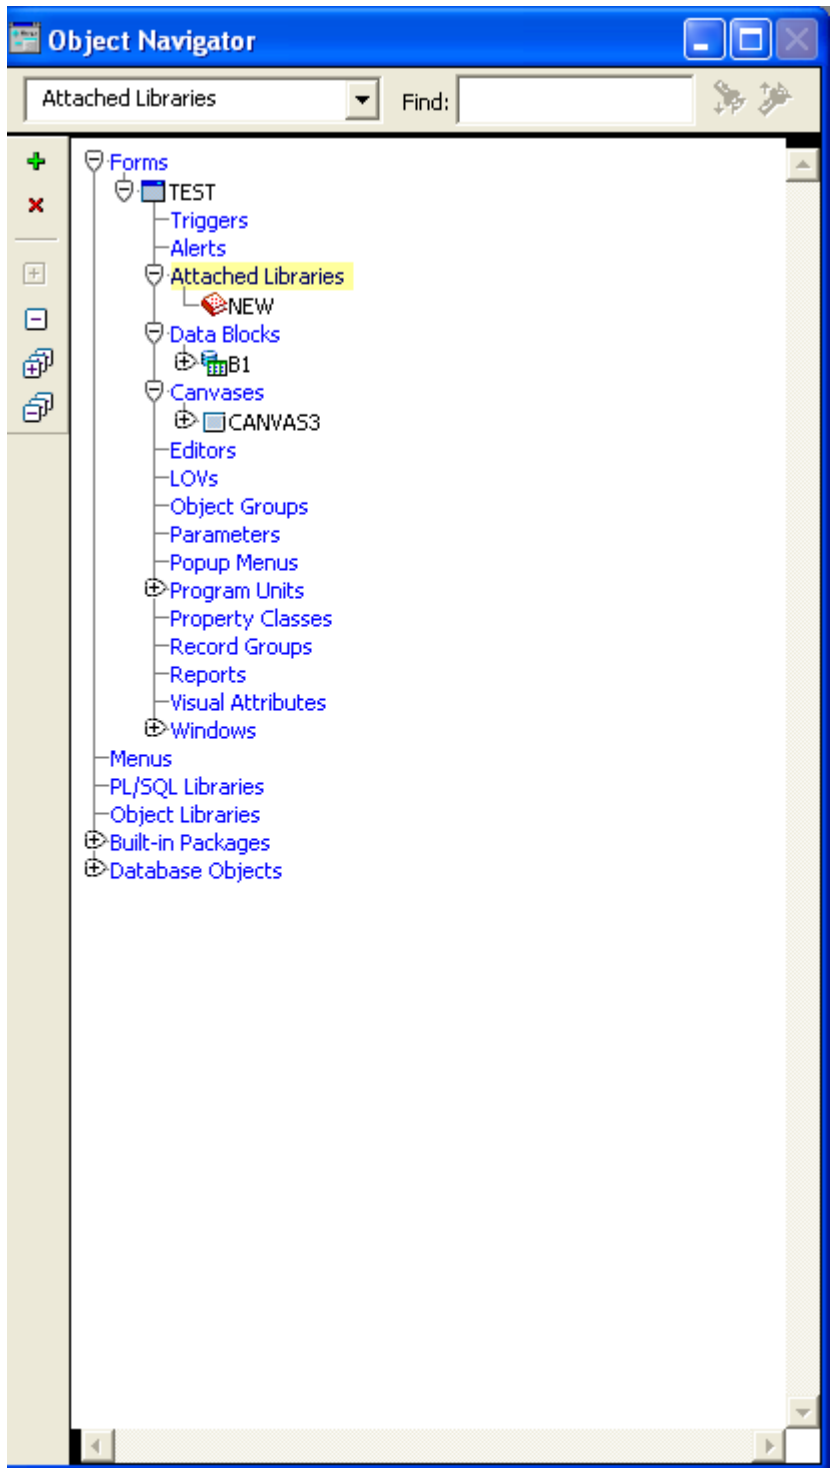 Object Navigator
Attached Libraries Find:
Forms
TEST
Triggers
Alerts
Attached Libraries
NEW
Data Blocks
B1
Canvases
CANVAS3
Editors
LOVs
Object Groups
Parameters
Popup Menus
Program Units
Property Classes
Record Groups
Reports
Visual Attributes
Windows
Menus
PL/SQL Libraries
Object Libraries
Built-in Packages
Database Objects